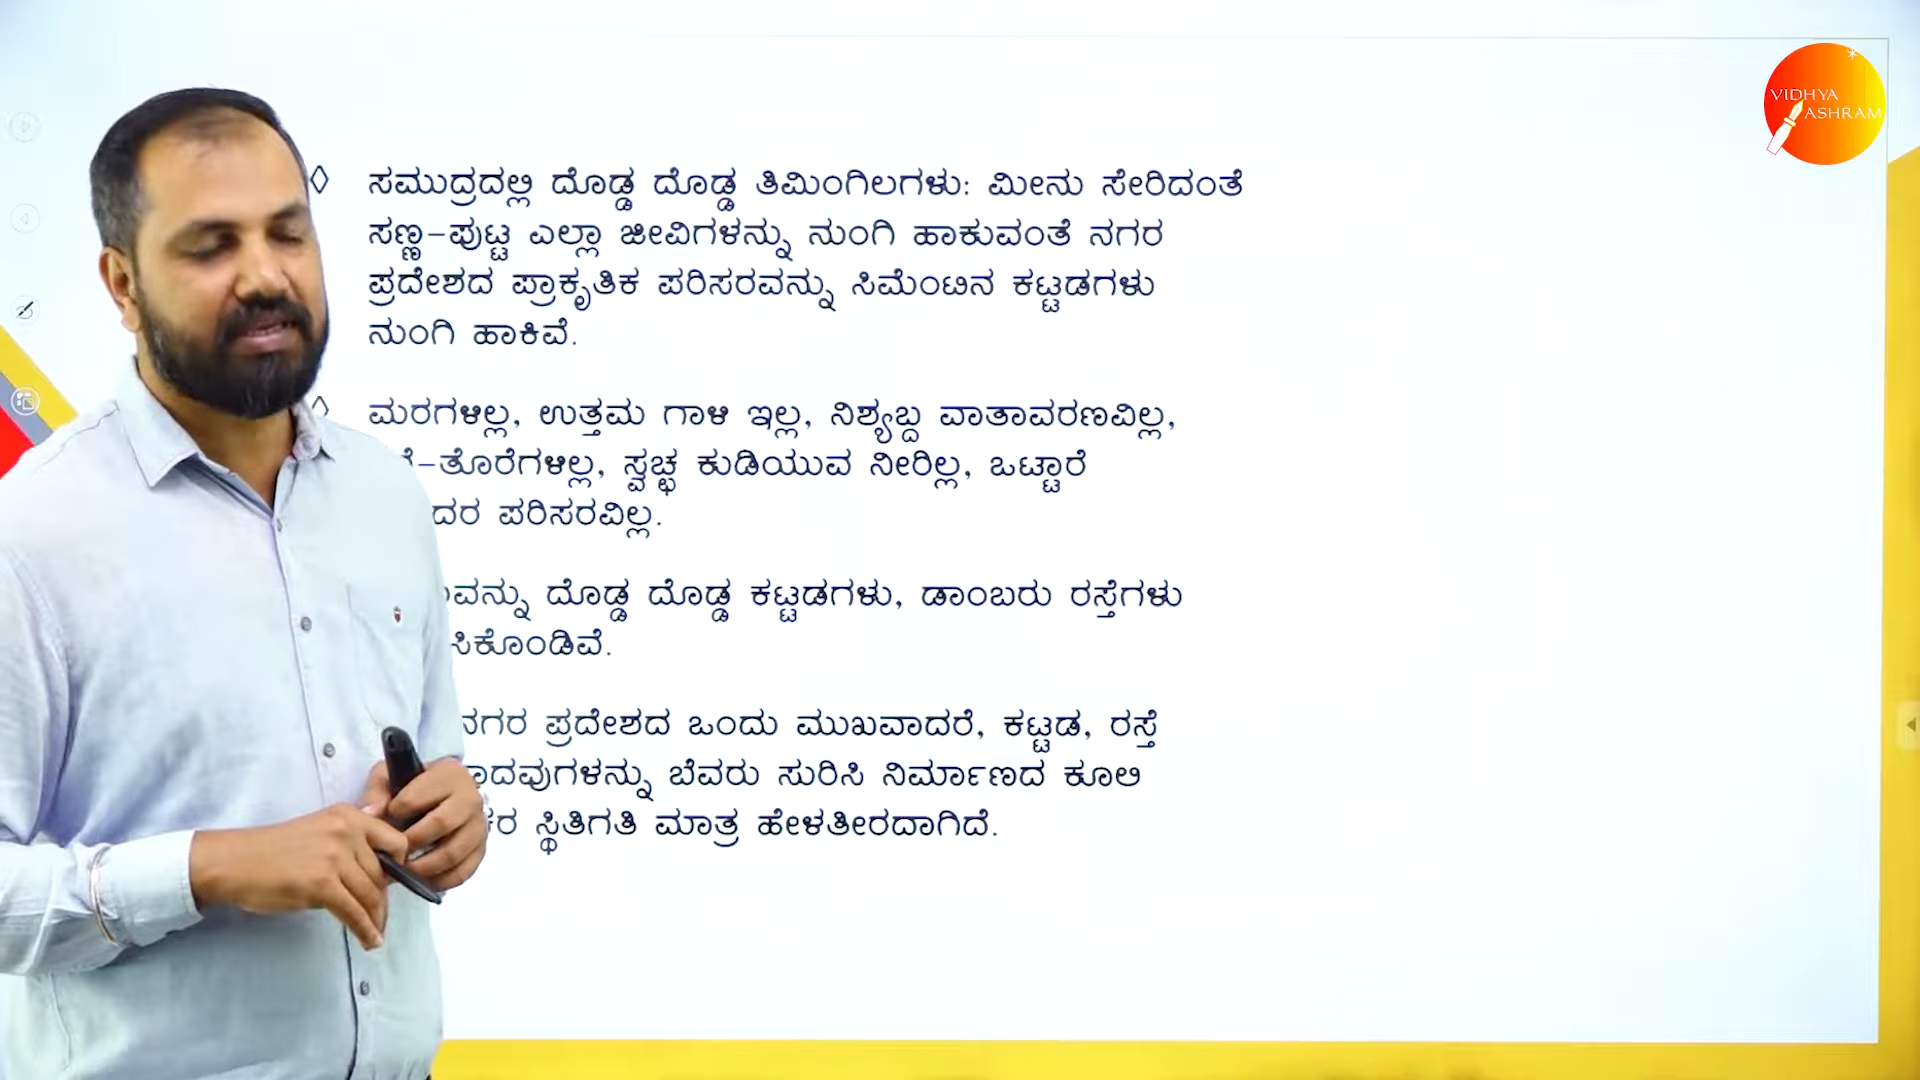 VIDHYA
ASHRAM
ಸಮುದ್ರದಲ್ಲಿ ದೊಡ್ಡ ದೊಡ್ಡ ತಿಮಿಂಗಿಲಗಳು: ಮೀನು ಸೇರಿದಂತೆ
ಸಣ್ಣ-ಪುಟ್ಟ ಎಲ್ಲಾ ಜೀವಿಗಳನ್ನು ನುಂಗಿ ಹಾಕುವಂತೆ ನಗರ
ಪ್ರದೇಶದ ಪ್ರಾಕೃತಿಕ ಪರಿಸರವನ್ನು ಸಿಮೆಂಟಿನ ಕಟ್ಟಡಗಳು
ನುಂಗಿ ಹಾಕಿವೆ.
ಮರಗಳಿಲ್ಲ, ಉತ್ತಮ ಗಾಳಿ ಇಲ್ಲ, ನಿಶ್ಯಬ್ದ ವಾತಾವರಣವಿಲ್ಲ,
-ತೊರೆಗಳಿಲ್ಲ, ಸ್ವಚ್ಛ ಕುಡಿಯುವ ನೀರಿಲ್ಲ, ಒಟ್ಟಾರೆ
ದರ ಪರಿಸರವಿಲ್ಲ.
ವನ್ನು ದೊಡ್ಡ ದೊಡ್ಡ ಕಟ್ಟಡಗಳು, ಡಾಂಬರು ರಸ್ತೆಗಳು
ಸಿಕೊಂಡಿವೆ.
ನಗರ ಪ್ರದೇಶದ ಒಂದು ಮುಖವಾದರೆ, ಕಟ್ಟಡ, ರಸ್ತೆ
ದವುಗಳನ್ನು ಬೆವರು ಸುರಿಸಿ ನಿರ್ಮಾಣದ ಕೂಲಿ
ಕರ ಸ್ಥಿತಿಗತಿ ಮಾತ್ರ ಹೇಳತೀರದಾಗಿದೆ.